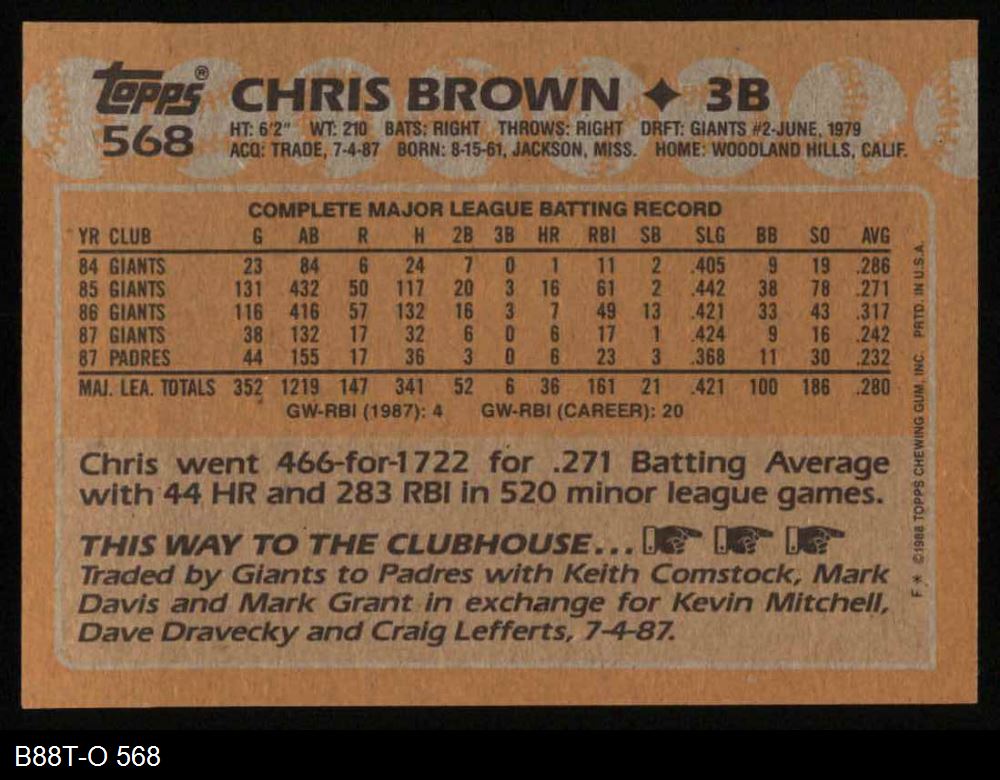 Topps® CHRIS BROWN ✦ 3B
568
HT: 6'2" WT: 210 BATS: RIGHT THROWS: RIGHT DRFT: GIANTS #2-JUNE, 1979
ACQ: TRADE, 7-4-87 BORN: 8-15-61, JACKSON, MISS. HOME: WOODLAND HILLS, CALIF.
COMPLETE MAJOR LEAGUE BATTING RECORD
YR CLUB G AB R H 2B 3B HR RBI SB SLG BB SO AVG
84 GIANTS 23 84 6 24 7 0 1 11 2 .405 9 19 .286
85 GIANTS 131 432 50 117 20 3 16 61 2 .442 38 78 .271
86 GIANTS 116 416 57 132 16 3 7 49 13 .421 33 43 .317
87 GIANTS 38 132 17 32 6 0 6 17 1 .424 9 16 .242
87 PADRES 44 155 17 36 3 0 6 23 3 .368 11 30 .232
MAJ. LEA. TOTALS 352 1219 147 341 52 6 36 161 21 .421 100 186 .280
GW-RBI (1987): 4 GW-RBI (CAREER): 20
Chris went 466-for-1722 for .271 Batting Average
with 44 HR and 283 RBI in 520 minor league games.
THIS WAY TO THE CLUBHOUSE...
Traded by Giants to Padres with Keith Comstock, Mark
Davis and Mark Grant in exchange for Kevin Mitchell,
Dave Dravecky and Craig Lefferts, 7-4-87.
F * ©1988 TOPPS CHEWING GUM, INC. PRTD. IN U.S.A.
B88T-O 568